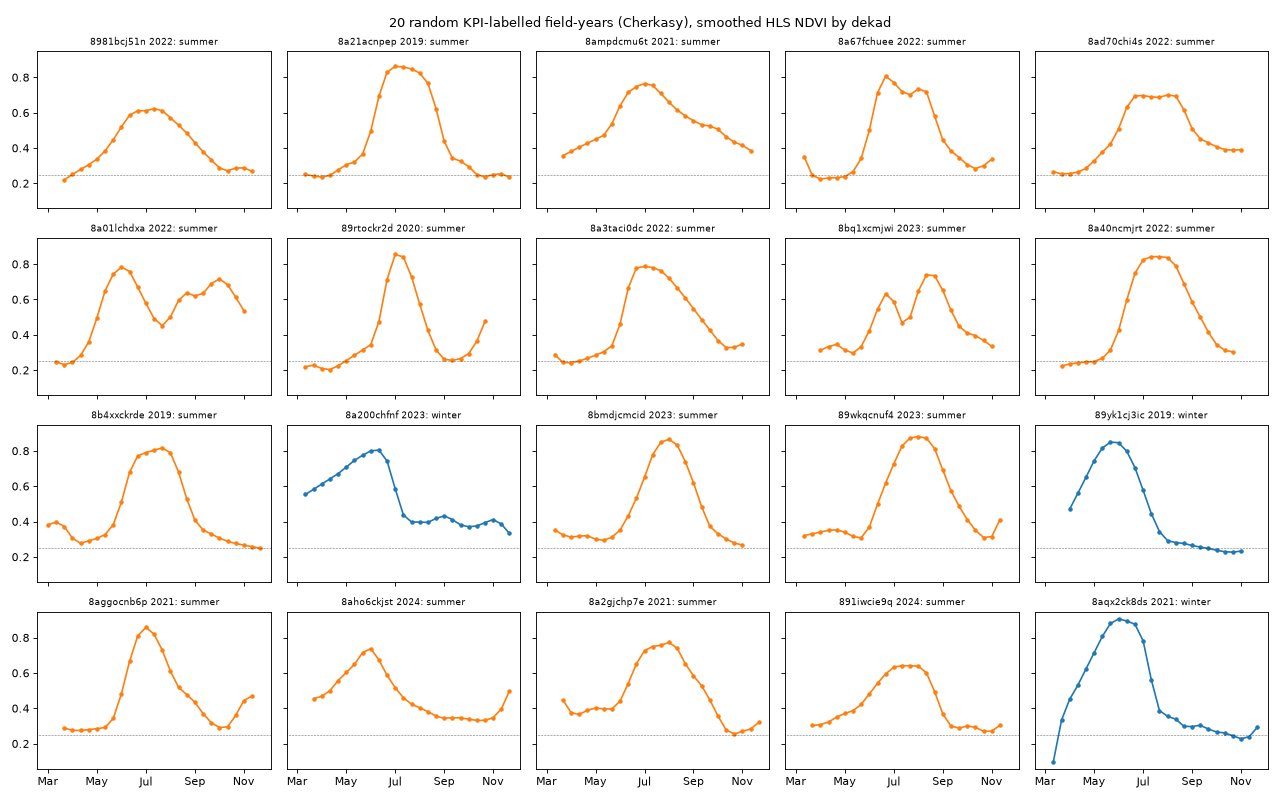 20 random KPI-labelled field-years (Cherkasy), smoothed HLS NDVI by dekad
8981bcj51n 2022: summer
8a21acnpep 2019: summer
8ampdcmu6t 2021: summer
8a67fchuee 2022: summer
8ad70chi4s 2022: summer
0.8
0.6
0.4
0.2
8a01lchdxa 2022: summer
89rtockr2d 2020: summer
8a3taci0dc 2022: summer
8bq1xcmjwi 2023: summer
8a40ncmjrt 2022: summer
0.8
0.6
0.4
0.2
8b4xxckrde 2019: summer
8a200chfnf 2023: winter
8bmdjcmcid 2023: summer
89wkqcnuf4 2023: summer
89yk1cj3ic 2019: winter
0.8
0.6
0.4
0.2
8aggocnb6p 2021: summer
8aho6ckjst 2024: summer
8a2gjchp7e 2021: summer
891iwcie9q 2024: summer
8aqx2ck8ds 2021: winter
0.8
0.6
0.4
0.2
Mar May Jul Sep Nov
Mar May Jul Sep Nov
Mar May Jul Sep Nov
Mar May Jul Sep Nov
Mar May Jul Sep Nov